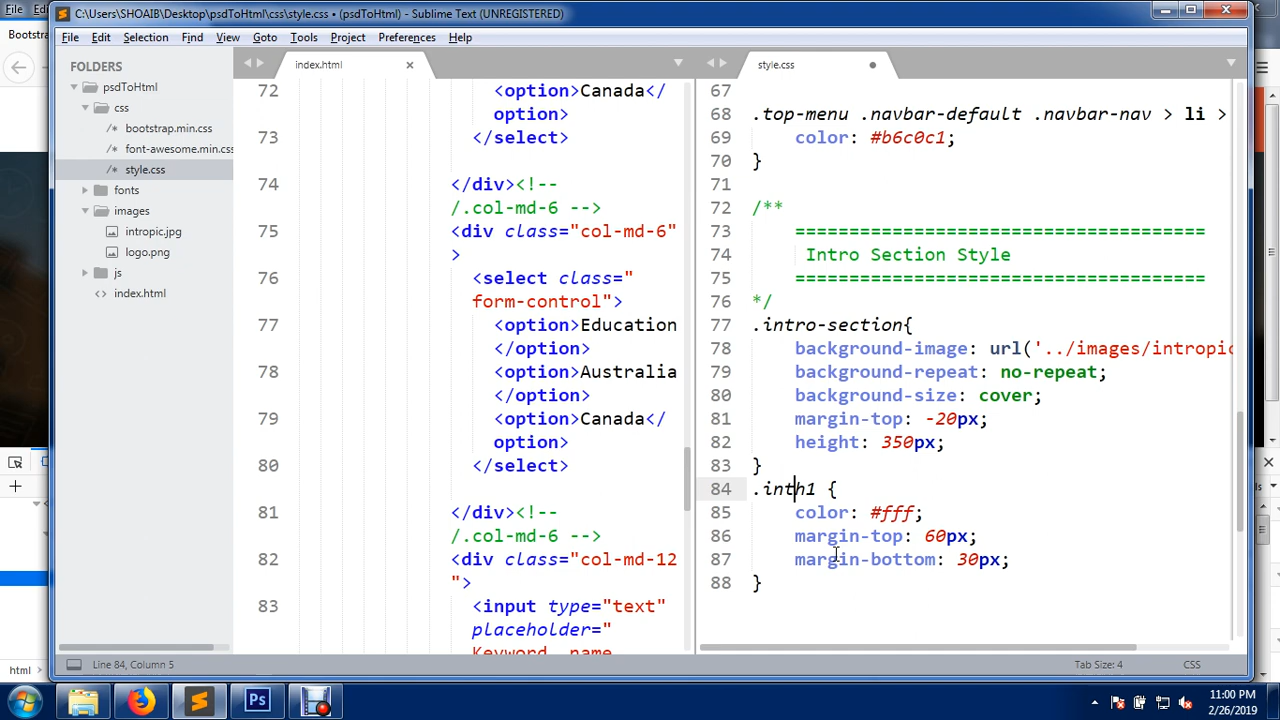 File
Bootstra
C:\Users\SHOAIB\Desktop\psdToHtml\css\style.css • (psdToHtml) - Sublime Text (UNREGISTERED)
File Edit Selection Find View Goto Tools Project Preferences Help
FOLDERS
psdToHtml
css
bootstrap.min.css
font-awesome.min.css
style.css
fonts
images
intropic.jpg
logo.png
js
index.html
index.html
72 <option>Canada</
option>
73 </select>
74 </div><!--
/.col-md-6 -->
75 <div class="col-md-6"
>
76 <select class="
form-control">
77 <option>Education
</option>
78 <option>Australia
</option>
79 <option>Canada</
option>
80 </select>
81 </div><!--
/.col-md-6 -->
82 <div class="col-md-12
">
83 <input type="text"
placeholder="
Keyword, name
style.css
67
68 .top-menu .navbar-default .navbar-nav > li >
69 color: #b6c0c1;
70 }
71
72 /**
73 ======================================
74 Intro Section Style
75 ======================================
76 */
77 .intro-section{
78 background-image: url('../images/intropic
79 background-repeat: no-repeat;
80 background-size: cover;
81 margin-top: -20px;
82 height: 350px;
83 }
84 .inth1 {
85 color: #fff;
86 margin-top: 60px;
87 margin-bottom: 30px;
88 }
Line 84, Column 5
Tab Size: 4
CSS
html
Ps
11:00 PM
2/26/2019